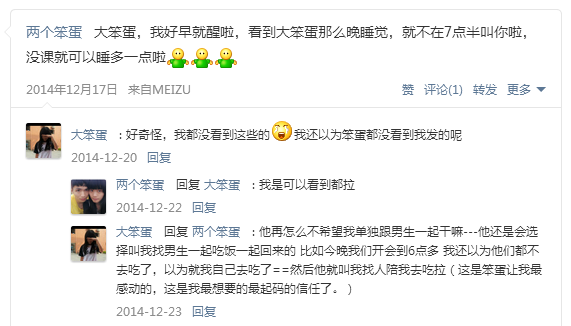 两个笨蛋 大笨蛋，我好早就醒啦，看到大笨蛋那么晚睡觉，就不在7点半叫你啦，
没课就可以睡多一点啦
2014年12月17日 来自MEIZU 赞 评论(1) 转发 更多
大笨蛋 : 好奇怪，我都没看到这些的 我还以为笨蛋都没看到我发的呢
2014-12-20 回复
两个笨蛋 回复 大笨蛋 : 我是可以看到都拉
2014-12-22 回复
大笨蛋 回复 两个笨蛋 : 他再怎么不希望我单独跟男生一起干嘛---他还是会选
择叫我找男生一起吃饭一起回来的 比如今晚我们开会到6点多 我还以为他们都不
去吃了，以为就我自己去吃了==然后他就叫我找人陪我去吃拉（这是笨蛋让我最
感动的，这是我最想要的最起码的信任了。）
2014-12-23 回复